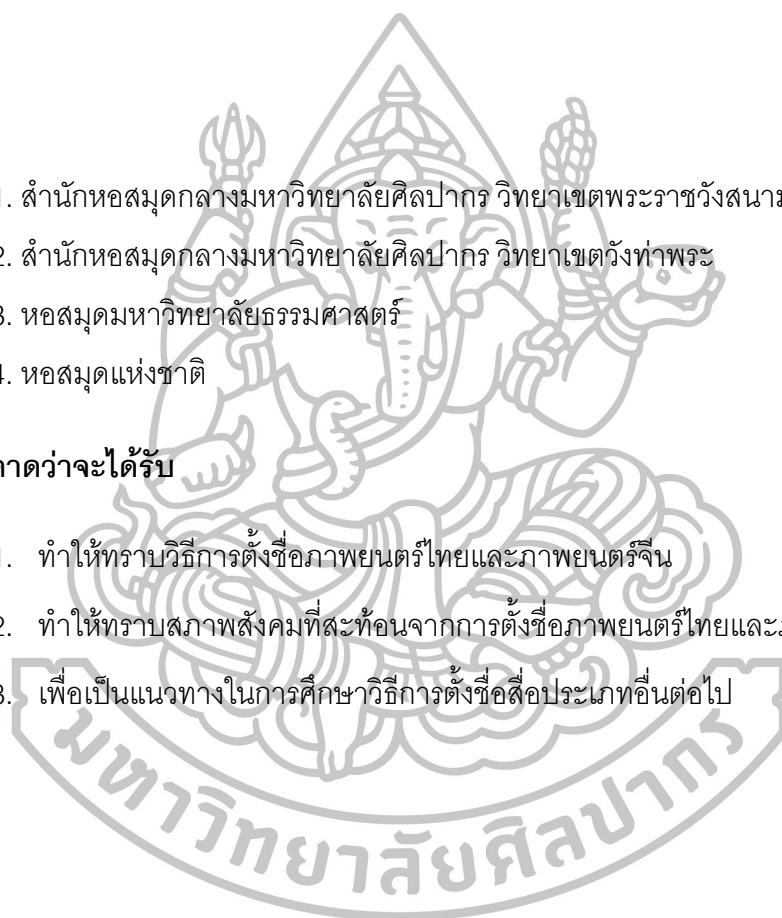 1. สำนักหอสมุดกลางมหาวิทยาลัยศิลปากร วิทยาเขตพระราชวังสนาม
2. สำนักหอสมุดกลางมหาวิทยาลัยศิลปากร วิทยาเขตวังท่าพระ
3. หอสมุดมหาวิทยาลัยธรรมศาสตร์
4. หอสมุดแห่งชาติ
าดว่าจะได้รับ
1. ทำให้ทราบวิธีการตั้งชื่อภาพยนตร์ไทยและภาพยนตร์จีน
2. ทำให้ทราบสภาพสังคมที่สะท้อนจากการตั้งชื่อภาพยนตร์ไทยและ
3. เพื่อเป็นแนวทางในการศึกษาวิธีการตั้งชื่อสื่อประเภทอื่นต่อไป
มหาวิทยาลัยศิลปากร